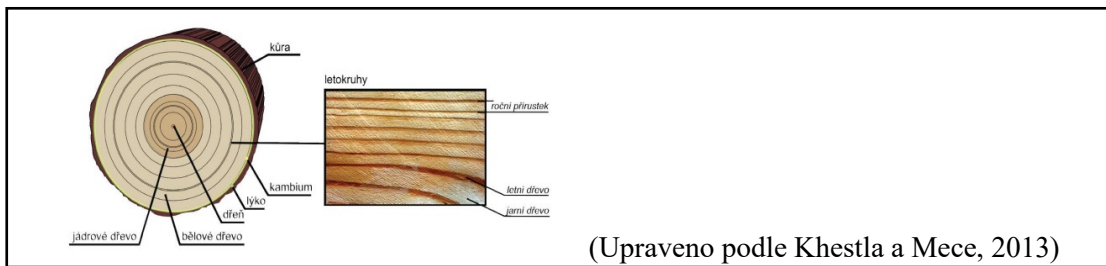 kůra
letokruhy
roční přírustek
letní dřevo
jarní dřevo
kambium
lýko
dřeň
jádrové dřevo
bělové dřevo
(Upraveno podle Khestla a Mece, 2013)